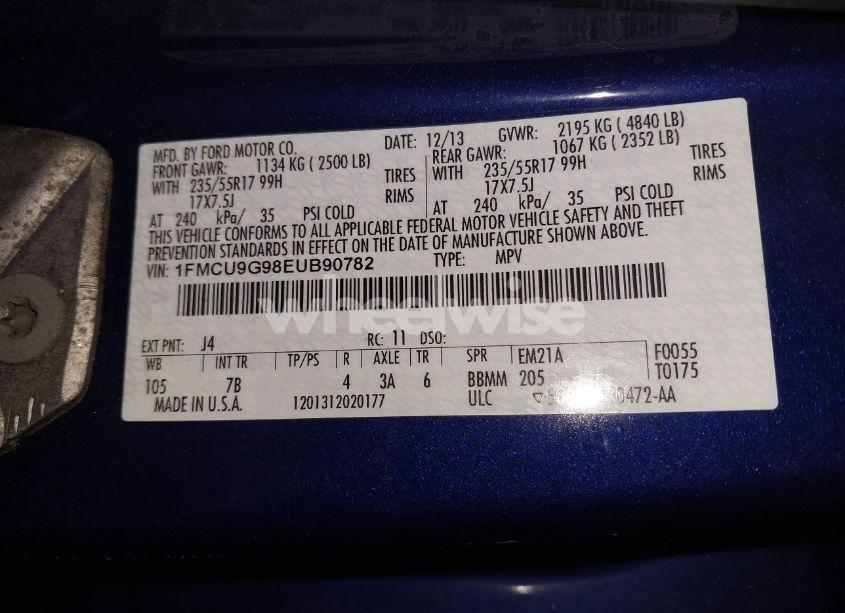 MFD. BY FORD MOTOR CO. DATE: 12/13 GVWR: 2195 KG ( 4840 LB)
FRONT GAWR: 1134 KG ( 2500 LB) REAR GAWR: 1067 KG ( 2352 LB)
WITH 235/55R17 99H TIRES WITH 235/55R17 99H TIRES
17X7.5J RIMS 17X7.5J RIMS
AT 240 kPa/ 35 PSI COLD AT 240 kPa/ 35 PSI COLD
THIS VEHICLE CONFORMS TO ALL APPLICABLE FEDERAL MOTOR VEHICLE SAFETY AND THEFT
PREVENTION STANDARDS IN EFFECT ON THE DATE OF MANUFACTURE SHOWN ABOVE.
VIN: 1FMCU9G98EUB90782 TYPE: MPV
wheelwise
EXT PNT: J4 RC: 11 DSO:
WB INT TR TP/PS R AXLE TR SPR EM21A F0055
105 7B 4 3A 6 BBMM 205 T0175
MADE IN U.S.A. 1201312020177 ULC 0472-AA